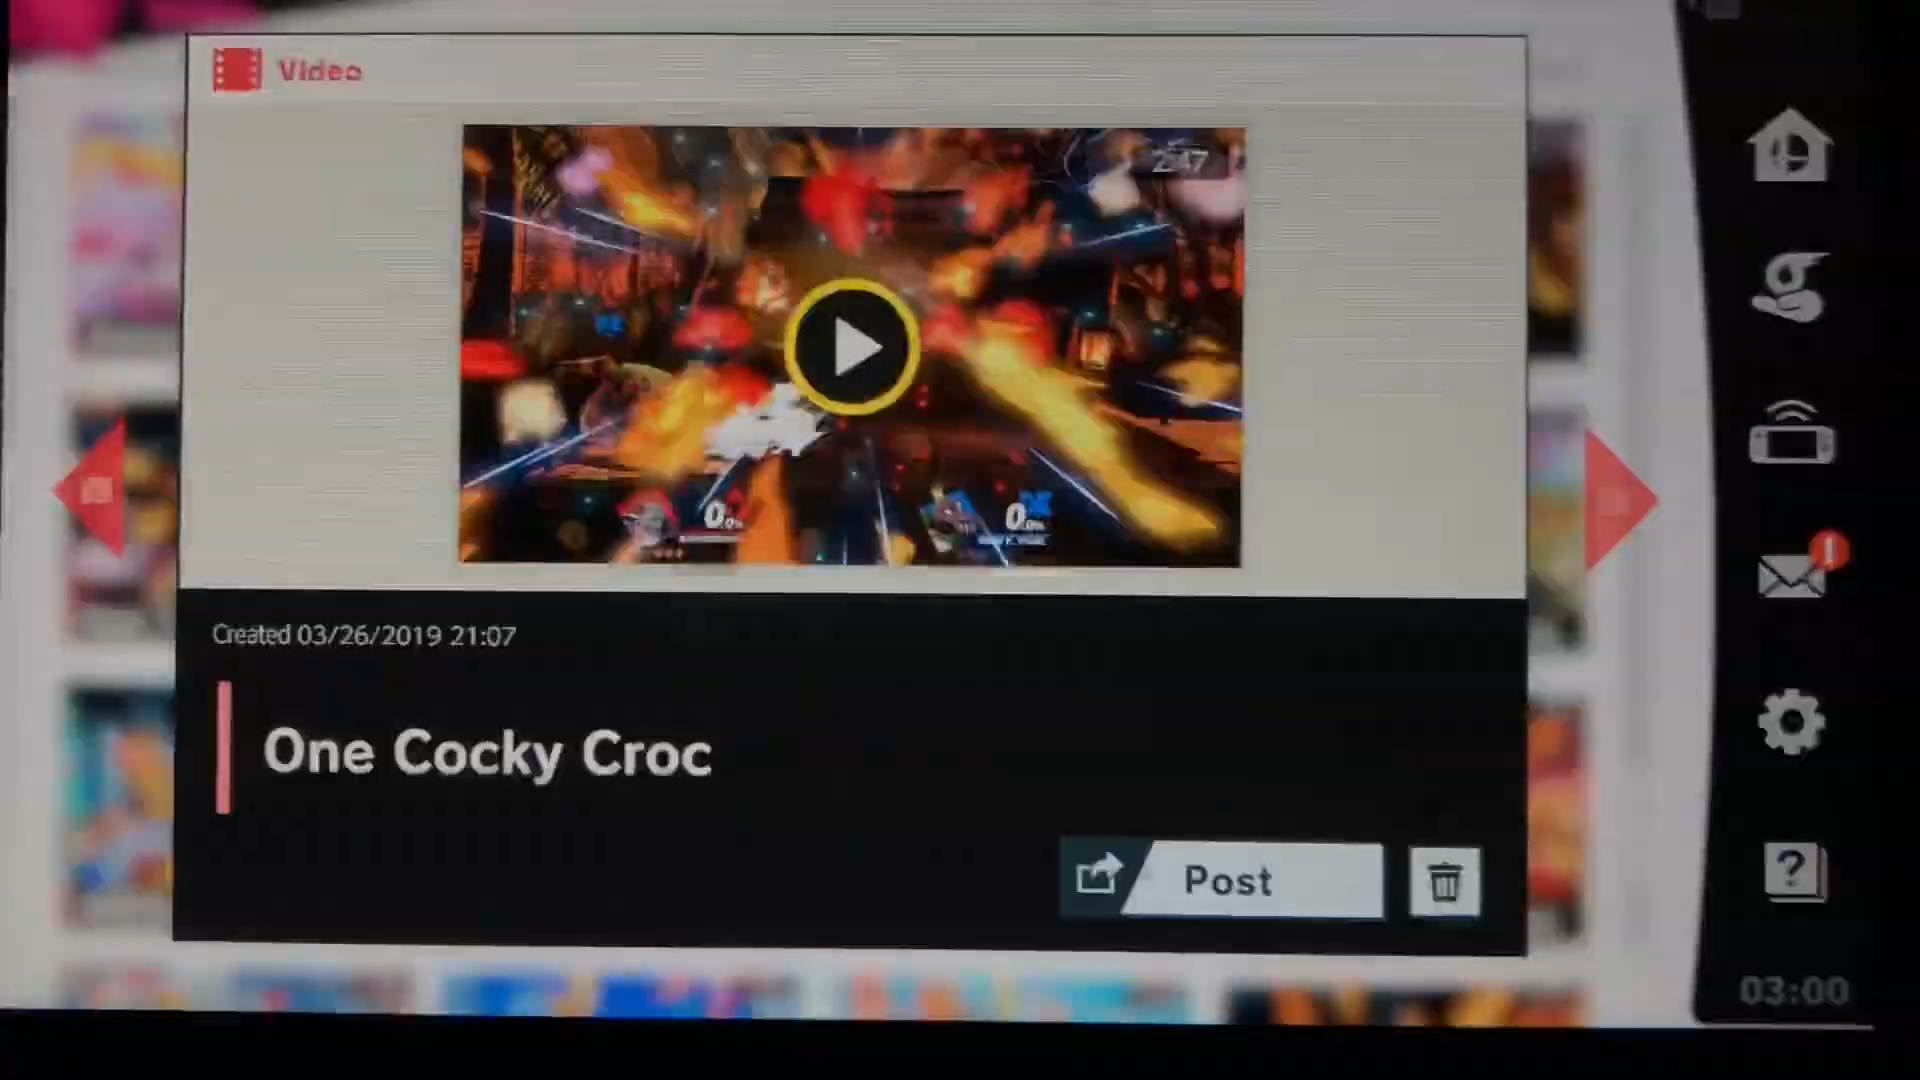 Video
2:47
0.0%
0.0%
Created 03/26/2019 21:07
One Cocky Croc
Post
!
?
03:00